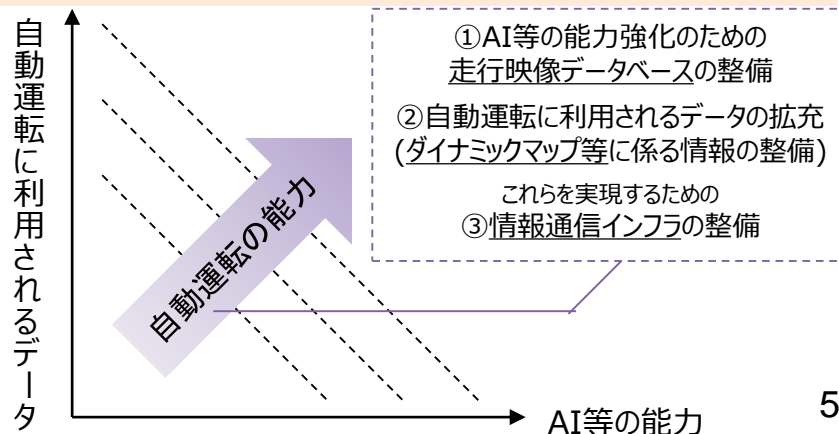 自動運転に利用されるデータ
①AI等の能力強化のための
走行映像データベースの整備
②自動運転に利用されるデータの拡充
(ダイナミックマップ等に係る情報の整備)
これらを実現するための
③情報通信インフラの整備
自動運転の能力
AI等の能力
5